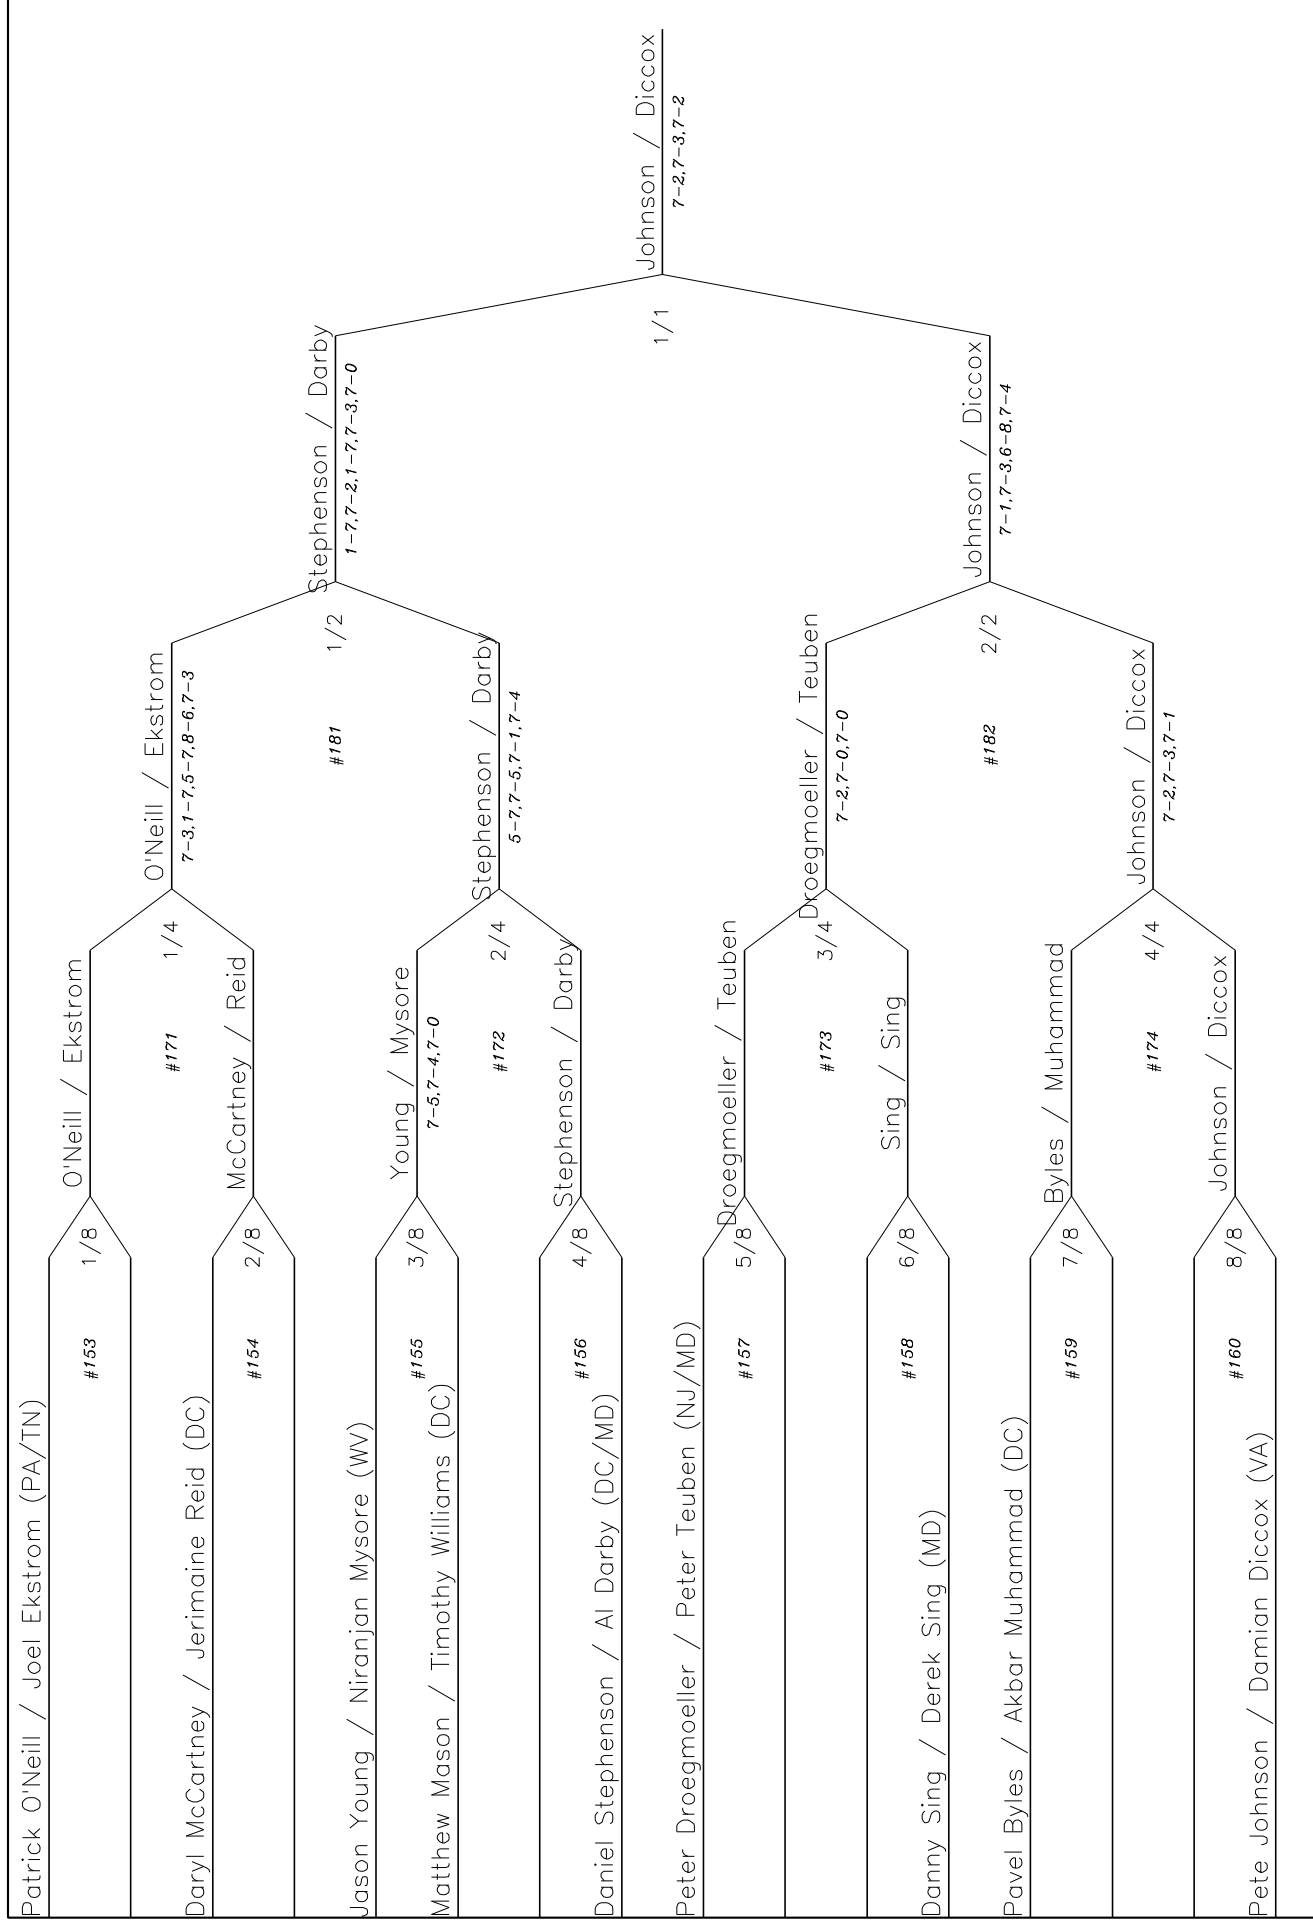 Patrick O'Neill / Joel Ekstrom (PA/TN)
#153
1/8
O'Neill / Ekstrom
Daryl McCartney / Jerimaine Reid (DC)
#154
2/8
McCartney / Reid
#171
1/4
O'Neill / Ekstrom
7-3,1-7,5-7,8-6,7-3
Jason Young / Niranjan Mysore (WV)
#155
3/8
Young / Mysore
7-5,7-4,7-0
Matthew Mason / Timothy Williams (DC)
#172
2/4
Stephenson / Darby
5-7,7-5,7-1,7-4
Daniel Stephenson / Al Darby (DC/MD)
#156
4/8
Stephenson / Darby
#181
1/2
Stephenson / Darby
1-7,7-2,1-7,7-3,7-0
Peter Droegmoeller / Peter Teuben (NJ/MD)
#157
5/8
Droegmoeller / Teuben
#173
3/4
Droegmoeller / Teuben
7-2,7-0,7-0
Danny Sing / Derek Sing (MD)
#158
6/8
Sing / Sing
Pavel Byles / Akbar Muhammad (DC)
#159
7/8
Byles / Muhammad
#174
4/4
Johnson / Diccox
7-2,7-3,7-1
Pete Johnson / Damian Diccox (VA)
#160
8/8
Johnson / Diccox
#182
2/2
Johnson / Diccox
7-1,7-3,6-8,7-4
1/1
Johnson / Diccox
7-2,7-3,7-2